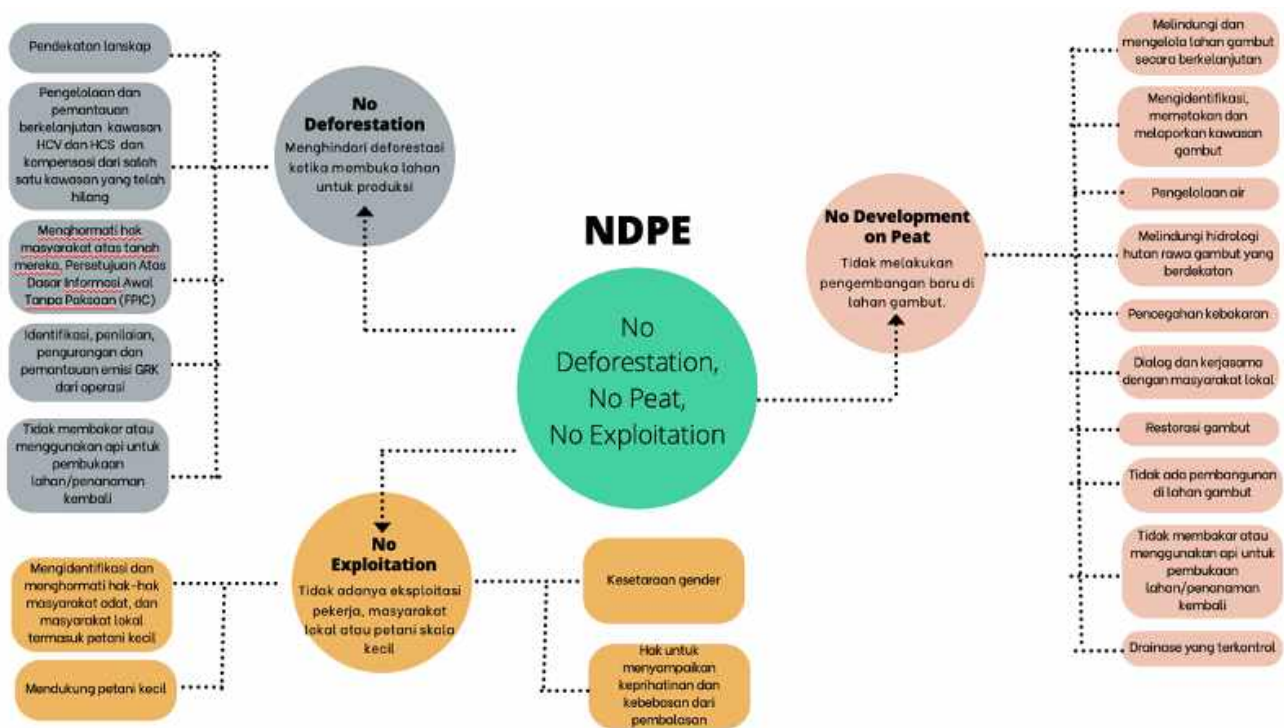 NDPE
No
Deforestation,
No Peat,
No Exploitation
No
Deforestation
Menghindari deforestasi
ketika membuka lahan
untuk produksi
Pendekatan lanskap
Pengelolaan dan
pemantauan
berkelanjutan kawasan
HCV dan HCS dan
kompensasi dari salah
satu kawasan yang telah
hilang
Menghormati hak
masyarakat atas tanah
mereka, Persetujuan Atas
Dasar Informasi Awal
Tanpa Paksaan (FPIC)
Identifikasi, penilaian,
pengurangan dan
pemantauan emisi GRK
dari operasi
Tidak membakar atau
menggunakan api untuk
pembukaan
lahan/penanaman
kembali
No Development
on Peat
Tidak melakukan
pengembangan baru di
lahan gambut.
Melindungi dan
mengelola lahan gambut
secara berkelanjutan
Mengidentifikasi,
memetakan dan
melaporkan kawasan
gambut
Pengelolaan air
Melindungi hidrologi
hutan rawa gambut yang
berdekatan
Pencegahan kebakaran
Dialog dan kerjasama
dengan masyarakat lokal
Restorasi gambut
Tidak ada pembangunan
di lahan gambut
Tidak membakar atau
menggunakan api untuk
pembukaan
lahan/penanaman
kembali
Drainase yang terkontrol
No
Exploitation
Tidak adanya eksploitasi
pekerja, masyarakat
lokal atau petani skala
kecil
Mengidentifikasi dan
menghormati hak-hak
masyarakat adat, dan
masyarakat lokal
termasuk petani kecil
Mendukung petani kecil
Kesetaraan gender
Hak untuk
menyampaikan
keprihatinan dan
kebebasan dari
pembalasan